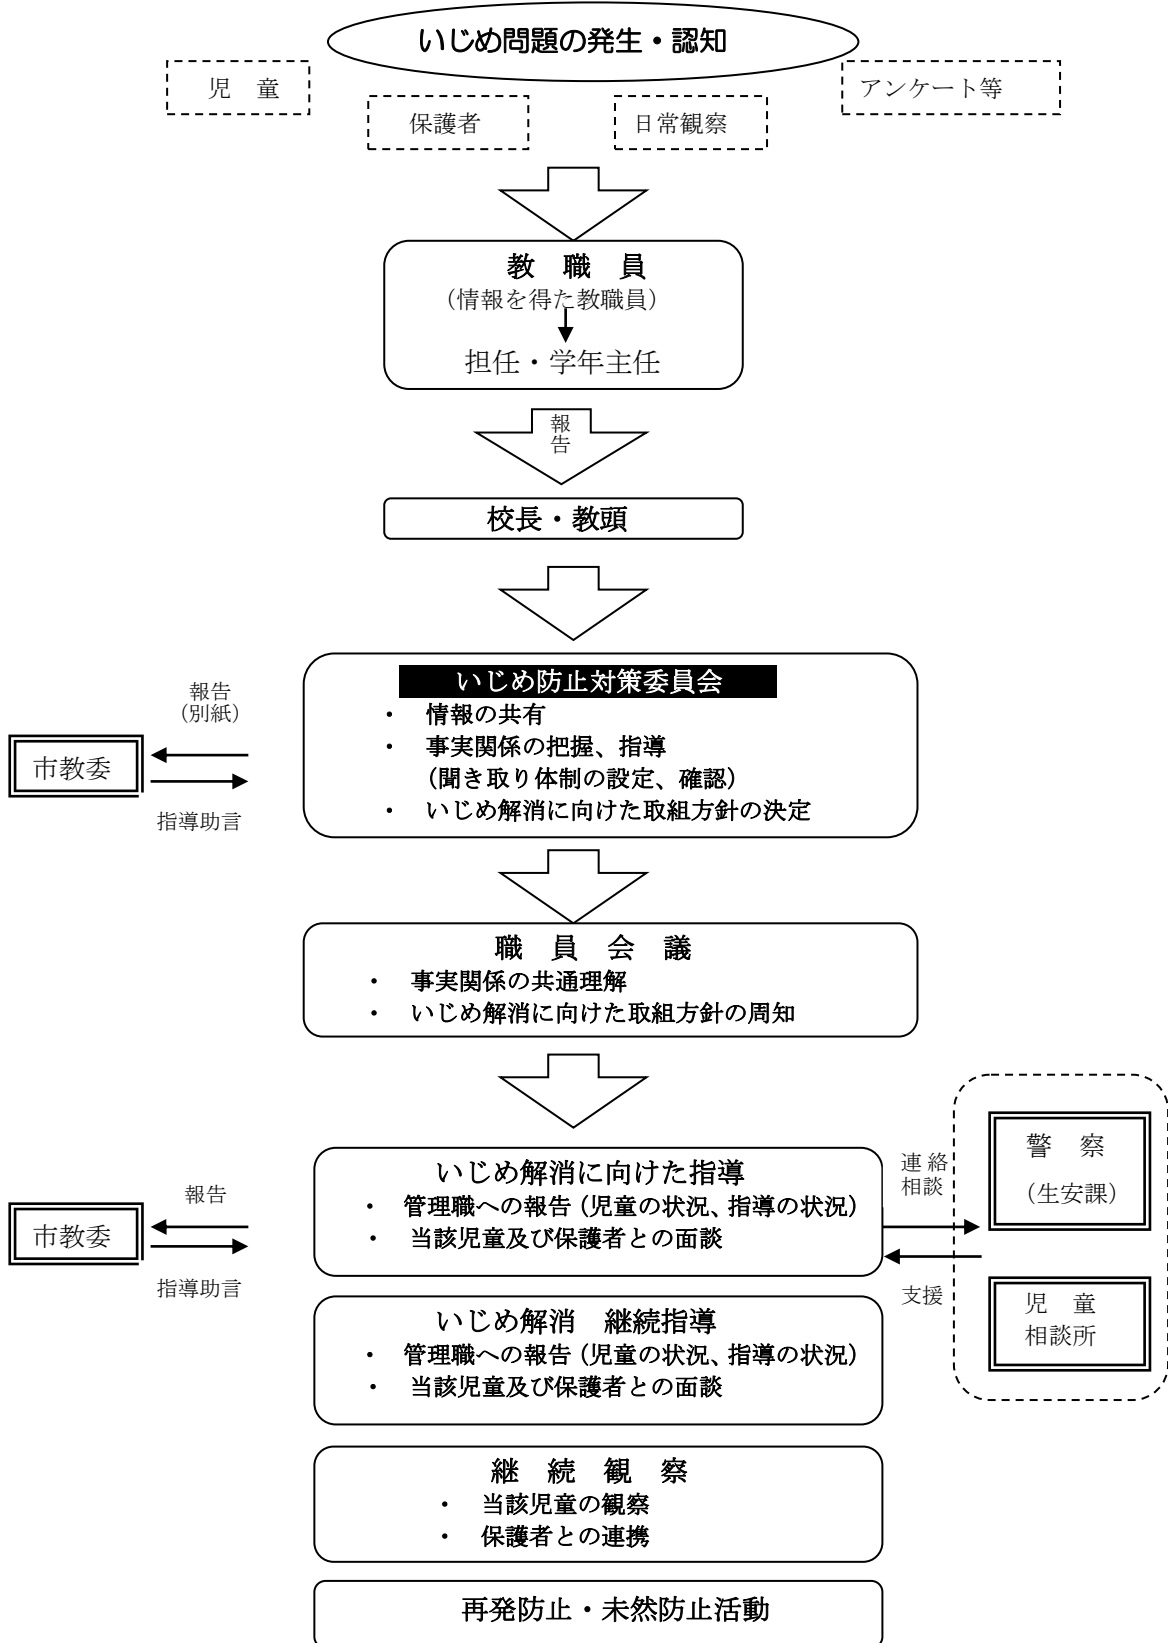 いじめ問題の発生・認知
児　童
アンケート等
保護者
日常観察
教　職　員
（情報を得た教職員）
担任・学年主任
報告
校長・教頭
いじめ防止対策委員会
・　情報の共有
・　事実関係の把握、指導
（聞き取り体制の設定、確認）
・　いじめ解消に向けた取組方針の決定
報告
（別紙）
市教委
指導助言
職　員　会　議
・　事実関係の共通理解
・　いじめ解消に向けた取組方針の周知
いじめ解消に向けた指導
・　管理職への報告（児童の状況、指導の状況）
・　当該児童及び保護者との面談
報告
市教委
指導助言
連 絡
相談
支援
警　察
（生安課）
児　童
相談所
いじめ解消　継続指導
・　管理職への報告（児童の状況、指導の状況）
・　当該児童及び保護者との面談
継　続　観　察
・　当該児童の観察
・　保護者との連携
再発防止・未然防止活動